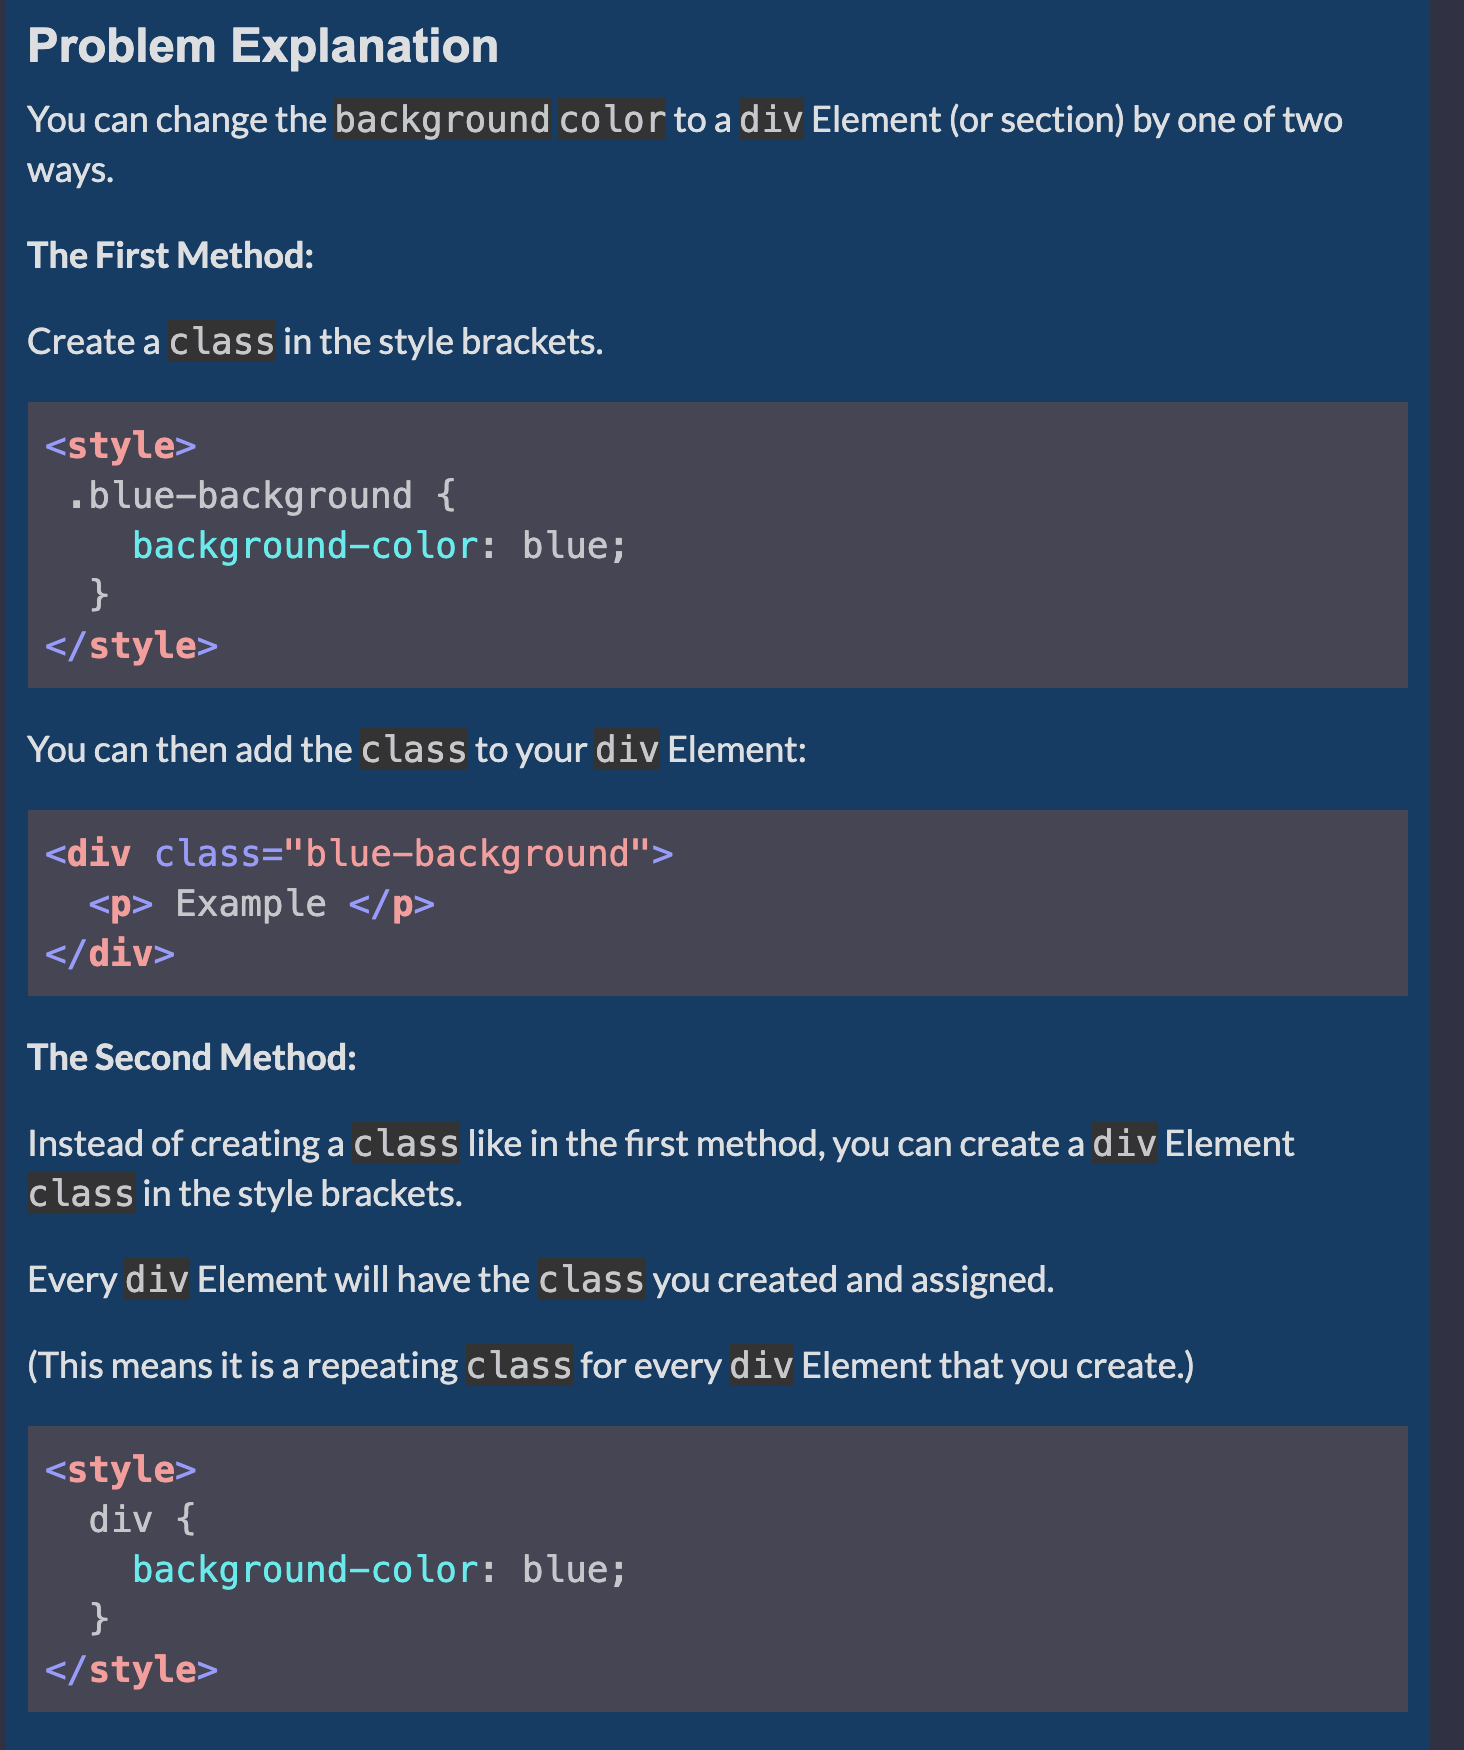 Problem Explanation
You can change the background color to a div Element (or section) by one of two
ways.
The First Method:
Create a class in the style brackets.
<style>
 .blue-background {
    background-color: blue;
  }
</style>
You can then add the class to your div Element:
<div class="blue-background">
  <p> Example </p>
</div>
The Second Method:
Instead of creating a class like in the first method, you can create a div Element
class in the style brackets.
Every div Element will have the class you created and assigned.
(This means it is a repeating class for every div Element that you create.)
<style>
  div {
    background-color: blue;
  }
</style>